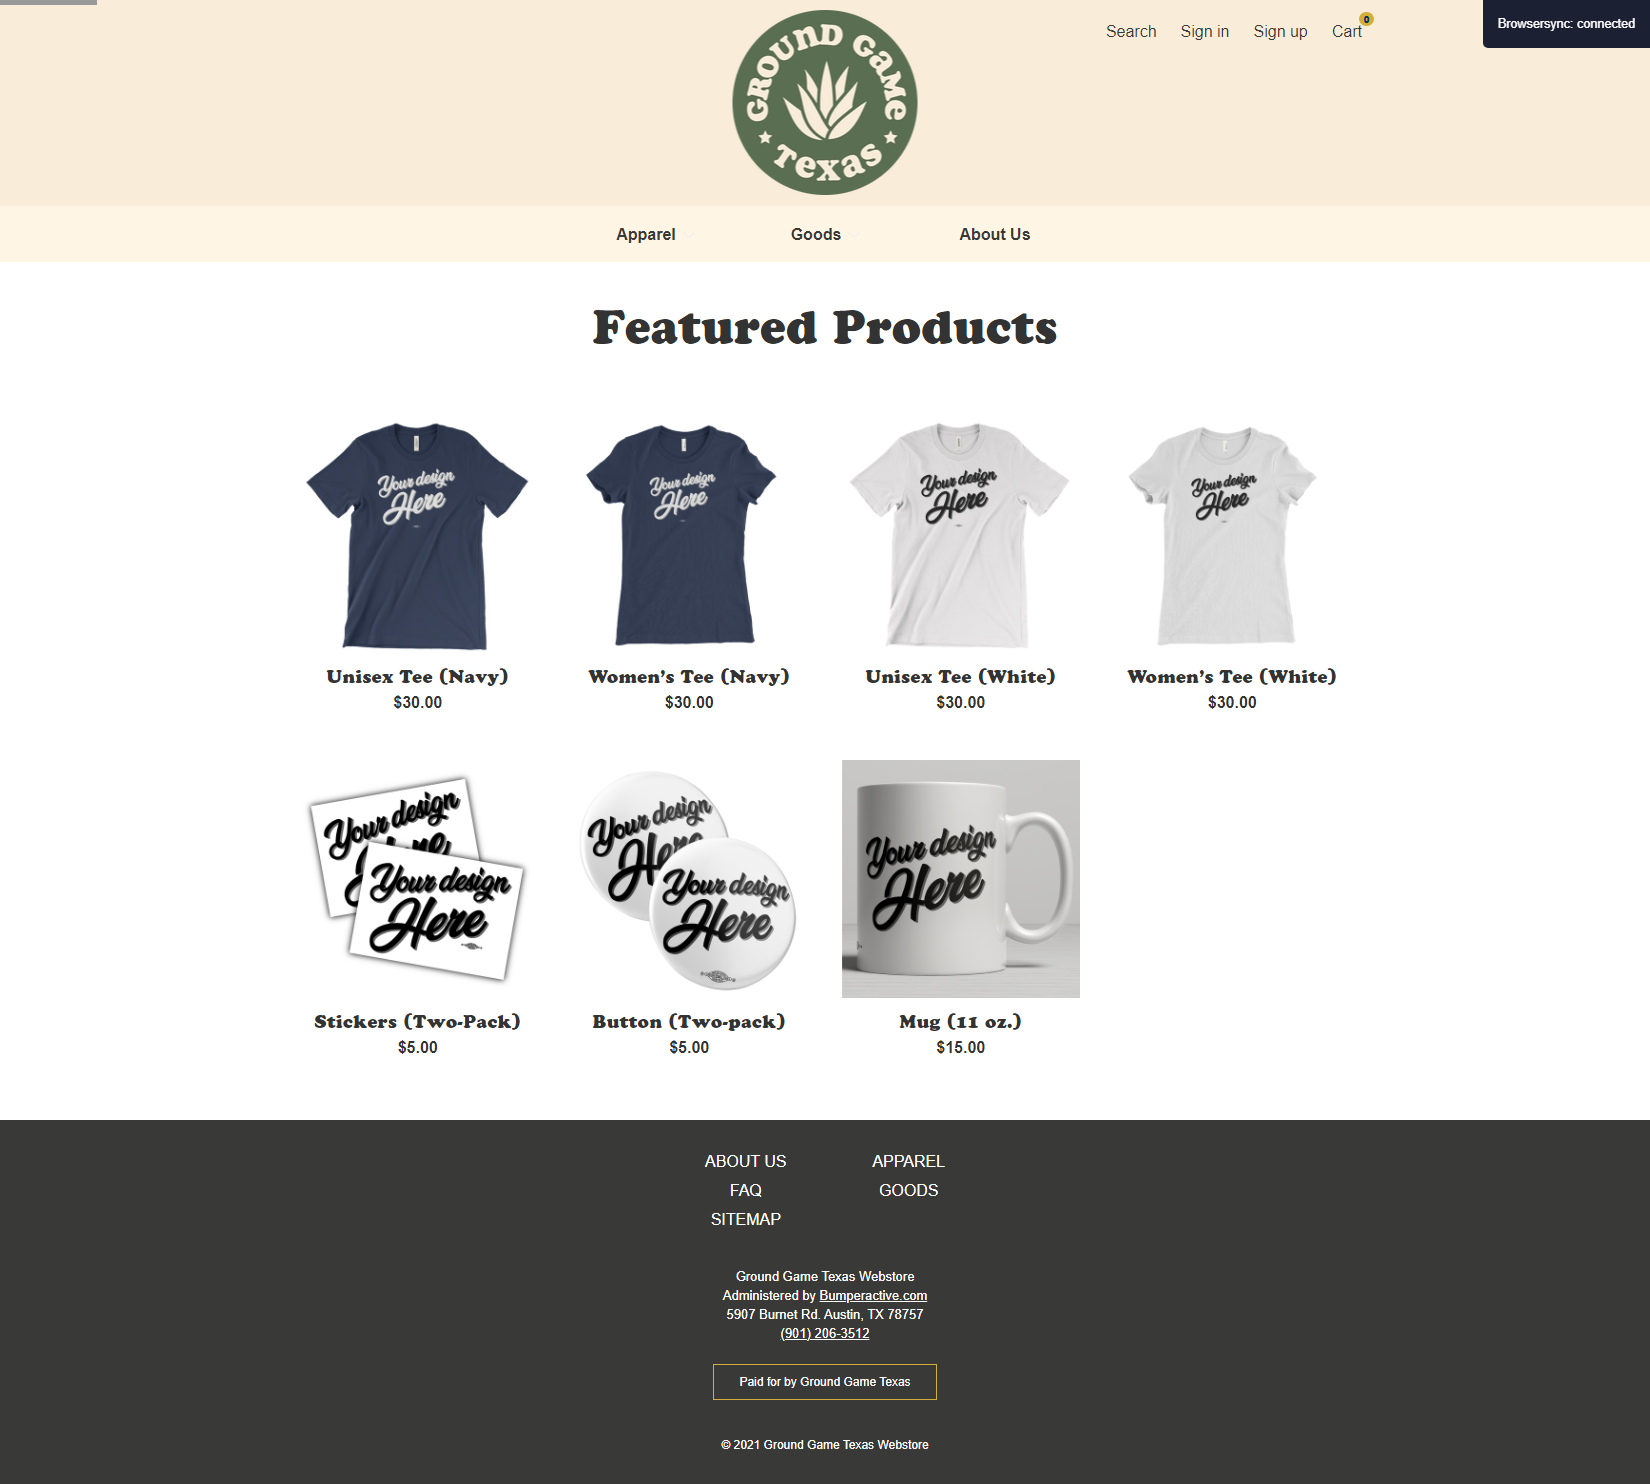 Browsersync: connected
GROUND GAME
TEXAS
Search Sign in Sign up Cart 0
Apparel Goods About Us
Featured Products
Your design
Here
Your design
Here
Your design
Here
Your design
Here
Unisex Tee (Navy) Women's Tee (Navy) Unisex Tee (White) Women's Tee (White)
$30.00 $30.00 $30.00 $30.00
Your design
Here
Your design
Here
Your design
Here
Your design
Here
Your design
Here
Stickers (Two-Pack) Button (Two-pack) Mug (11 oz.)
$5.00 $5.00 $15.00
ABOUT US APPAREL
FAQ GOODS
SITEMAP
Ground Game Texas Webstore
Administered by Bumperactive.com
5907 Burnet Rd. Austin, TX 78757
(901) 206-3512
Paid for by Ground Game Texas
© 2021 Ground Game Texas Webstore